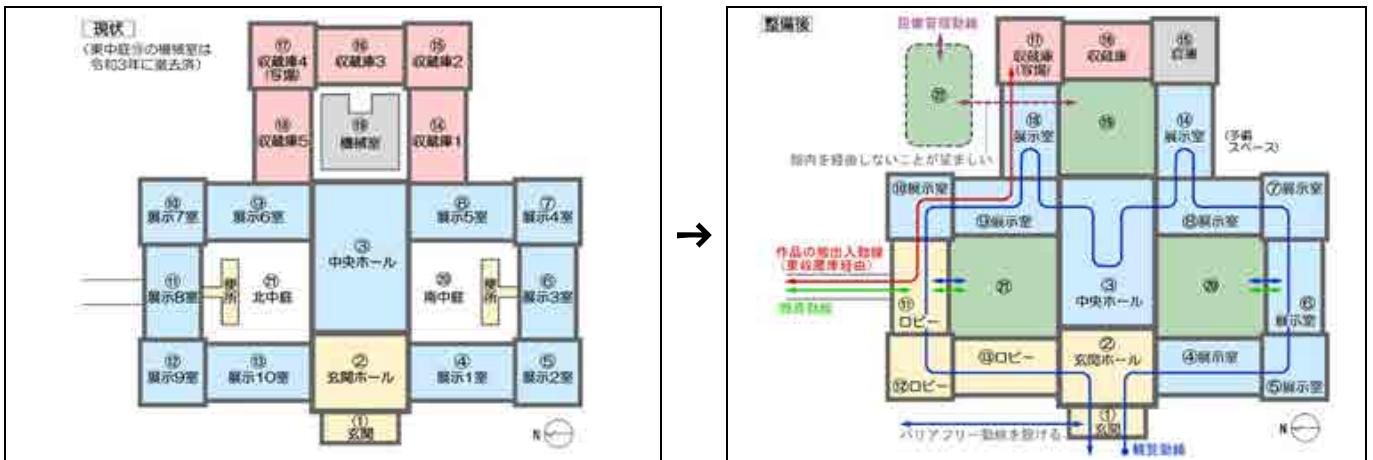 ［現状］
（東中庭⑲の機械室は
令和3年に撤去済）
⑰
収蔵庫4
(写場)
⑯
収蔵庫3
⑮
収蔵庫2
⑱
収蔵庫5
⑲
機械室
⑭
収蔵庫1
⑩
展示7室
⑨
展示6室
③
中央ホール
⑧
展示5室
⑦
展示4室
⑪
展示8室
便所
㉑
北中庭
⑳
南中庭
便所
⑥
展示3室
⑫
展示9室
⑬
展示10室
②
玄関ホール
④
展示1室
⑤
展示2室
①
玄関
N
→
［整備後］
設備管理動線
⑰
収蔵庫
(写場)
⑯
収蔵庫
⑮
倉庫
㉒
⑲
⑱
展示室
⑭
展示室
(予備
スペース)
館内を経由しないことが望ましい
⑩展示室
⑨展示室
⑧展示室
⑦展示室
作品の搬出入動線
(東収蔵庫経由)
⑪
ロビー
㉑
③
中央ホール
⑳
⑥
展示室
⑫ロビー
⑬ロビー
②
玄関ホール
④展示室
⑤展示室
①
玄関
バリアフリー動線を設ける
観覧動線
N